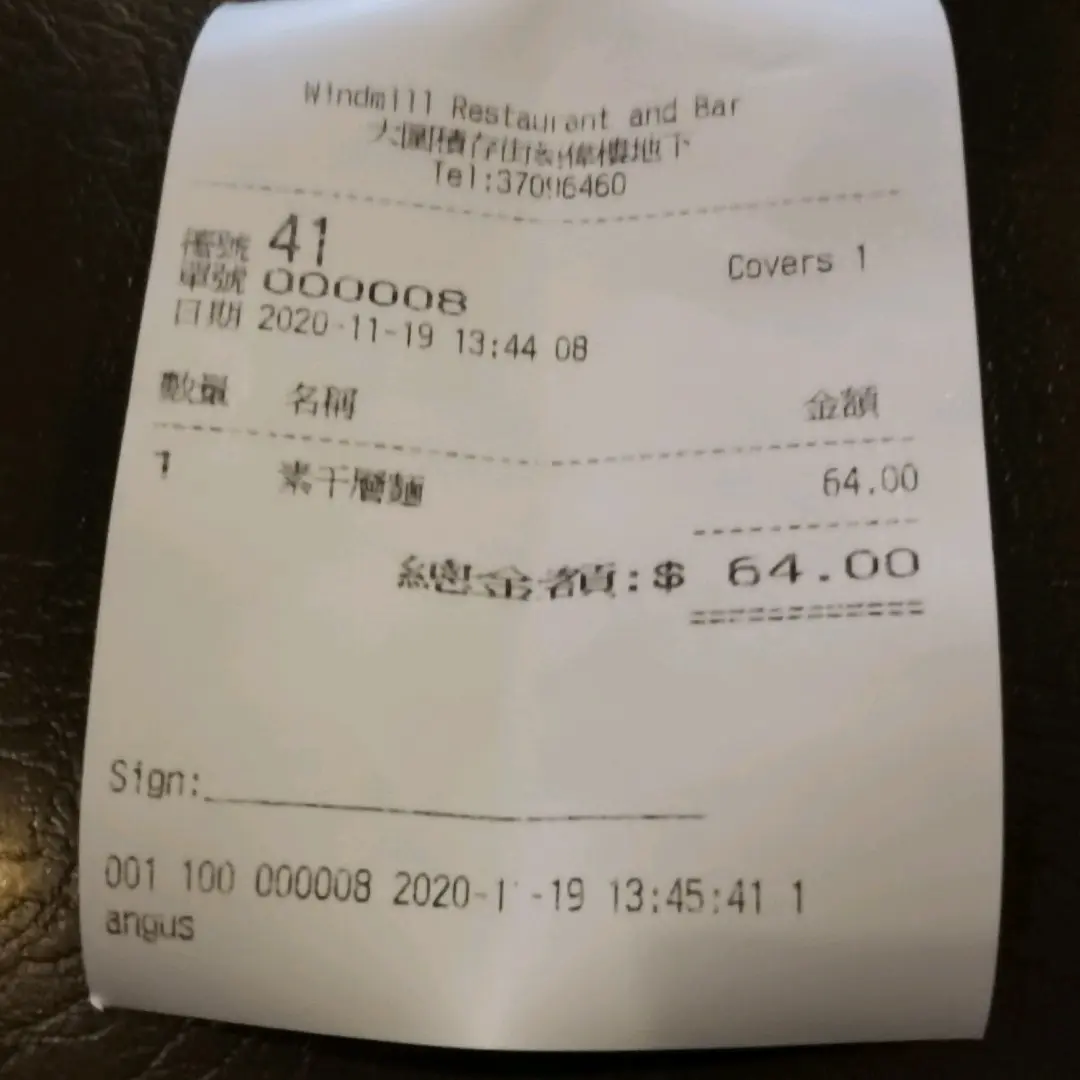 Windmill Restaurant and Bar
大圍積存街 偉樓地下
Tel:37096460
檯號 41
Covers 1
單號 000008
日期 2020-11-19 13:44 08
數量 名稱 金額
1 素千層麵 64.00
總金額:$ 64.00
Sign:
001 100 000008 2020-1 -19 13:45:41 1
angus